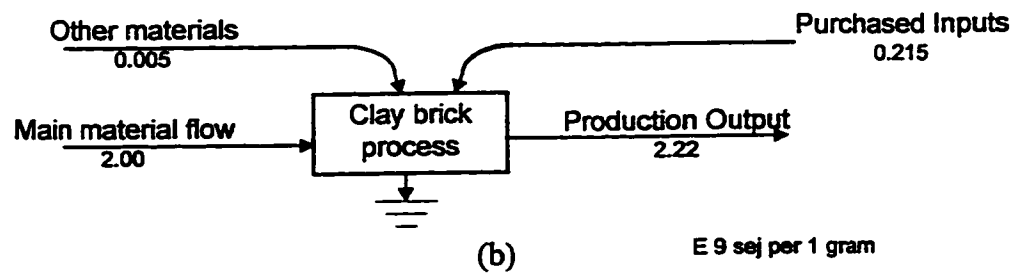 Other materials
0.005
Purchased Inputs
0.215
Main material flow
2.00
Clay brick
process
Production Output
2.22
(b)
E 9 sej per 1 gram